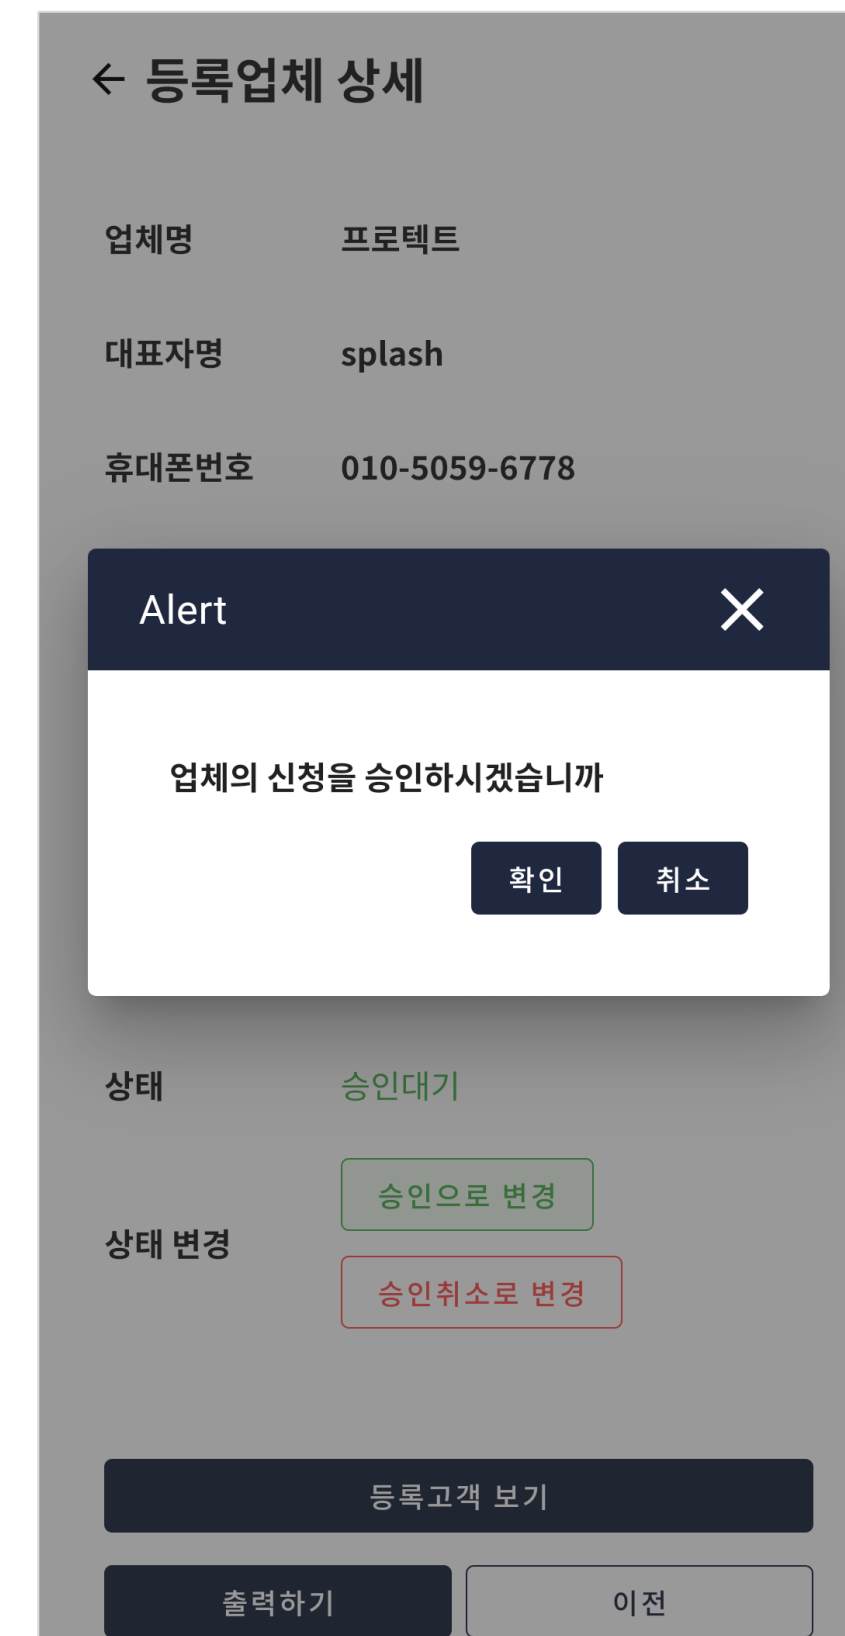 등록업체 상세
업체명 프로텍트
대표자명 splash
휴대폰번호 010-5059-6778
Alert
업체의 신청을 승인하시겠습니까
확인 취소
상태 승인대기
승인으로 변경
상태 변경
승인취소로 변경
등록고객 보기
출력하기 이전